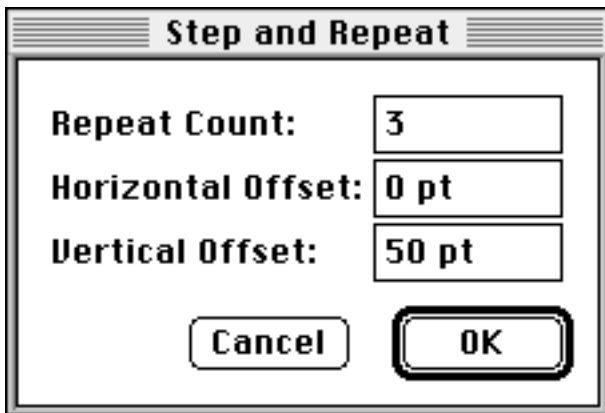 Step and Repeat
Repeat Count: 3
Horizontal Offset: 0 pt
Vertical Offset: 50 pt
Cancel OK